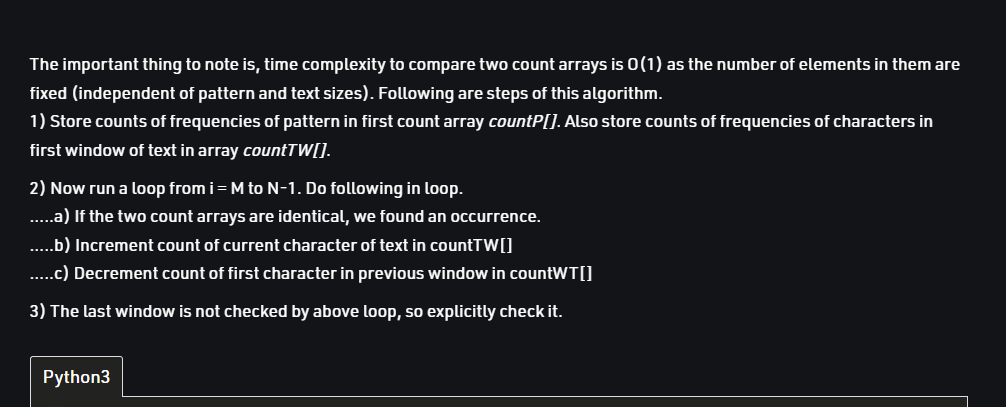 The important thing to note is, time complexity to compare two count arrays is O(1) as the number of elements in them are
fixed (independent of pattern and text sizes). Following are steps of this algorithm.
1) Store counts of frequencies of pattern in first count array countP[]. Also store counts of frequencies of characters in
first window of text in array countTW[].
2) Now run a loop from i = M to N-1. Do following in loop.
.....a) If the two count arrays are identical, we found an occurrence.
.....b) Increment count of current character of text in countTW[]
.....c) Decrement count of first character in previous window in countWT[]
3) The last window is not checked by above loop, so explicitly check it.
Python3